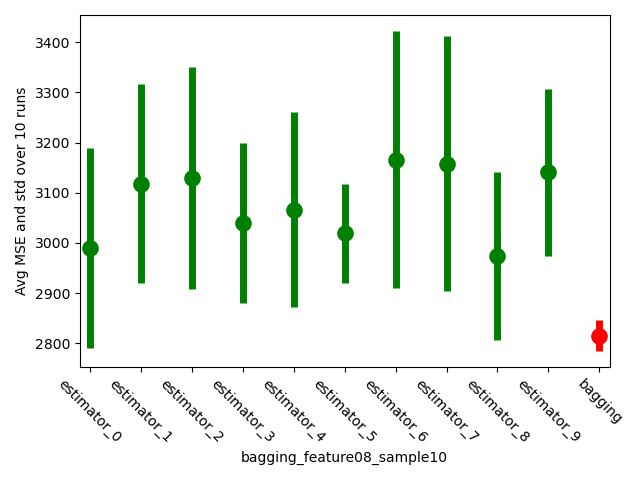 Avg MSE and std over 10 runs
3400
3300
3200
3100
3000
2900
2800
estimator_0
estimator_1
estimator_2
estimator_3
estimator_4
estimator_5
estimator_6
estimator_7
estimator_8
estimator_9
bagging
bagging_feature08_sample10